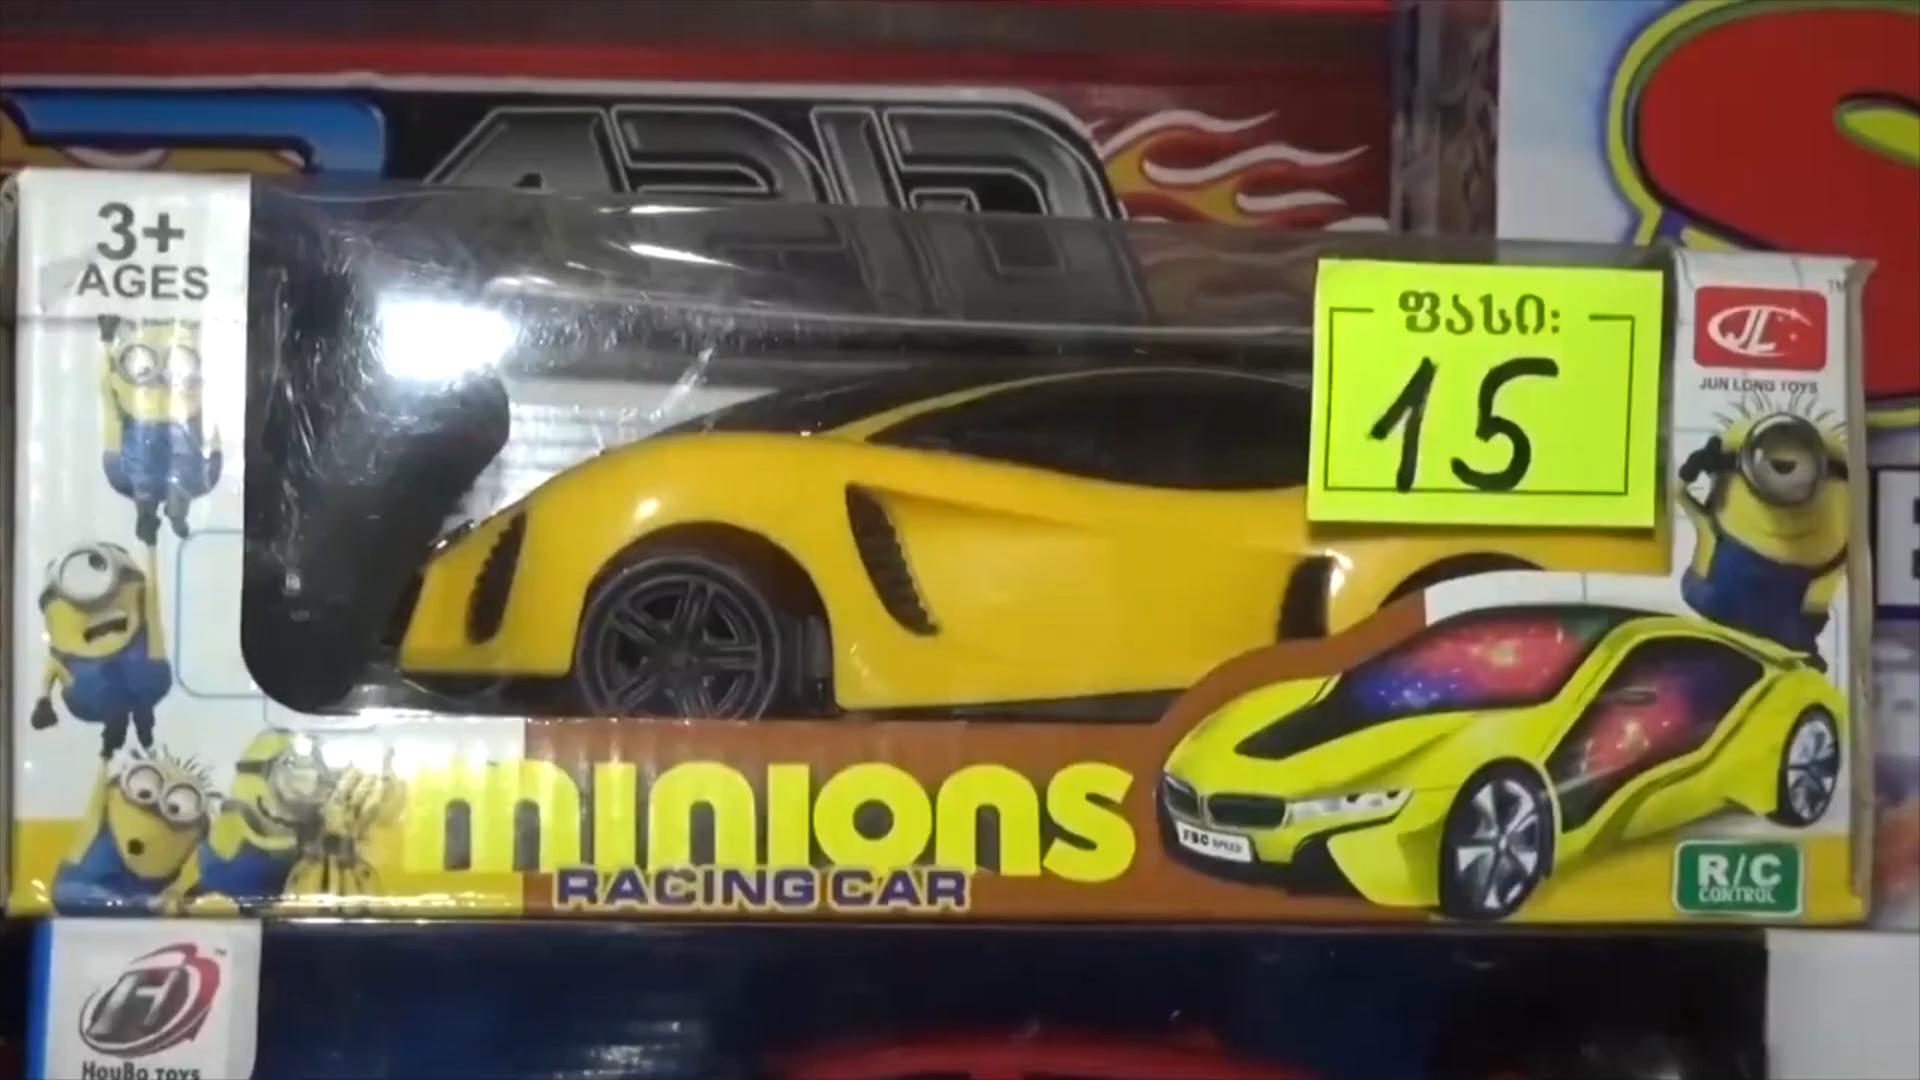 3+
AGES
ფასი:
15
JL
JUN LONG TOYS
minions
RACING CAR
R/C
CONTROL
H
HouBo TOYS